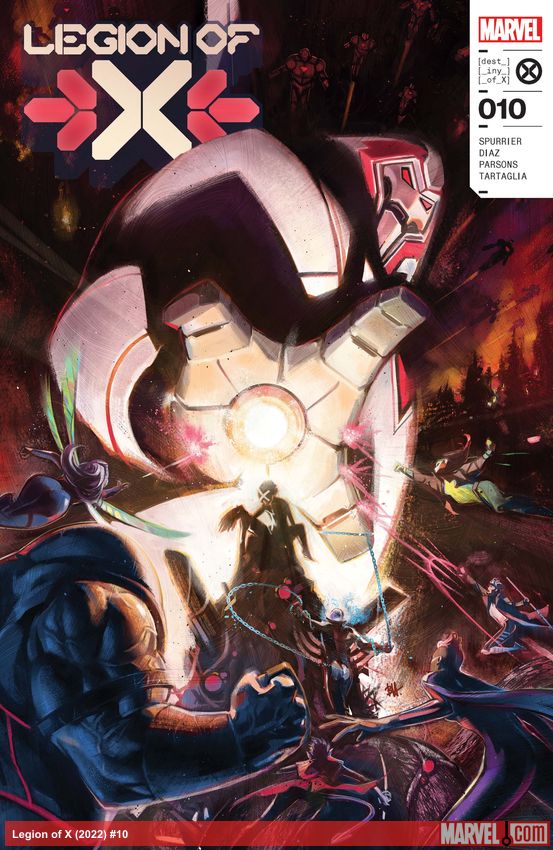 LEGION OF
X
MARVEL
[dest_]
[_iny_]
[_of_X]
010
SPURRIER
DIAZ
PARSONS
TARTAGLIA
Legion of X (2022) #10
MARVEL.com